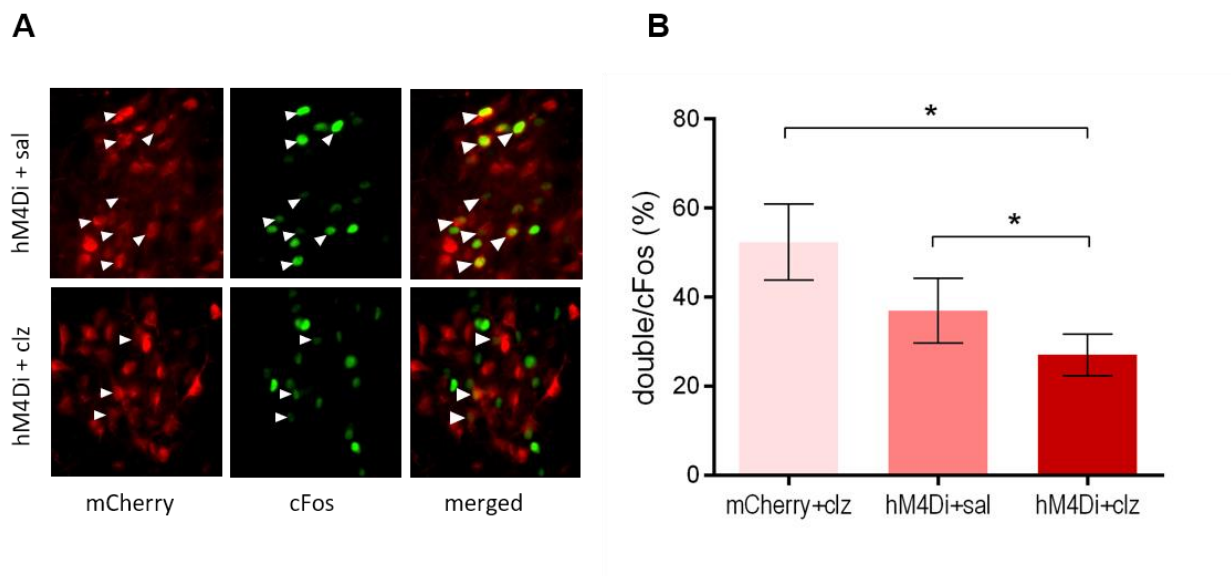 A
B
hM4Di + sal
hM4Di + clz
mCherry
cFos
merged
double/cFos (%)
80
60
40
20
0
*
*
mCherry+clz
hM4Di+sal
hM4Di+clz